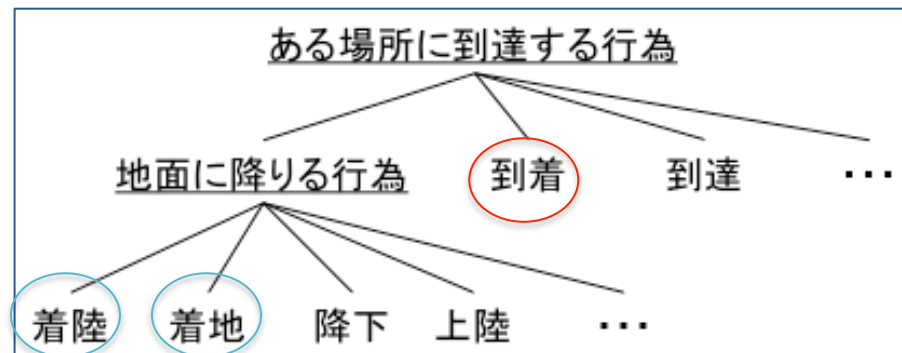 ある場所に到達する行為
地面に降りる行為 到着 到達 ・・・
着陸 着地 降下 上陸 ・・・